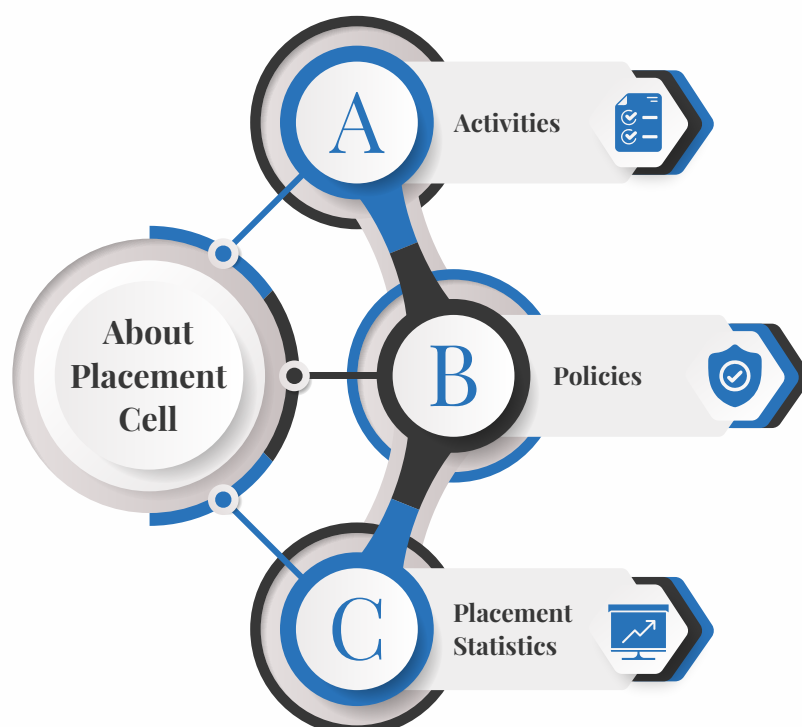 About
Placement
Cell
A
Activities
B
Policies
C
Placement
Statistics